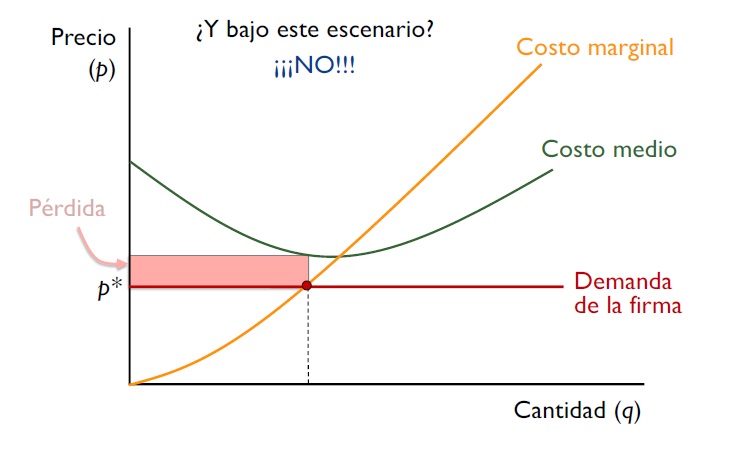 ¿Y bajo este escenario?
¡¡¡NO!!!
Precio
(p)
Costo marginal
Costo medio
Pérdida
p*
Demanda
de la firma
Cantidad (q)